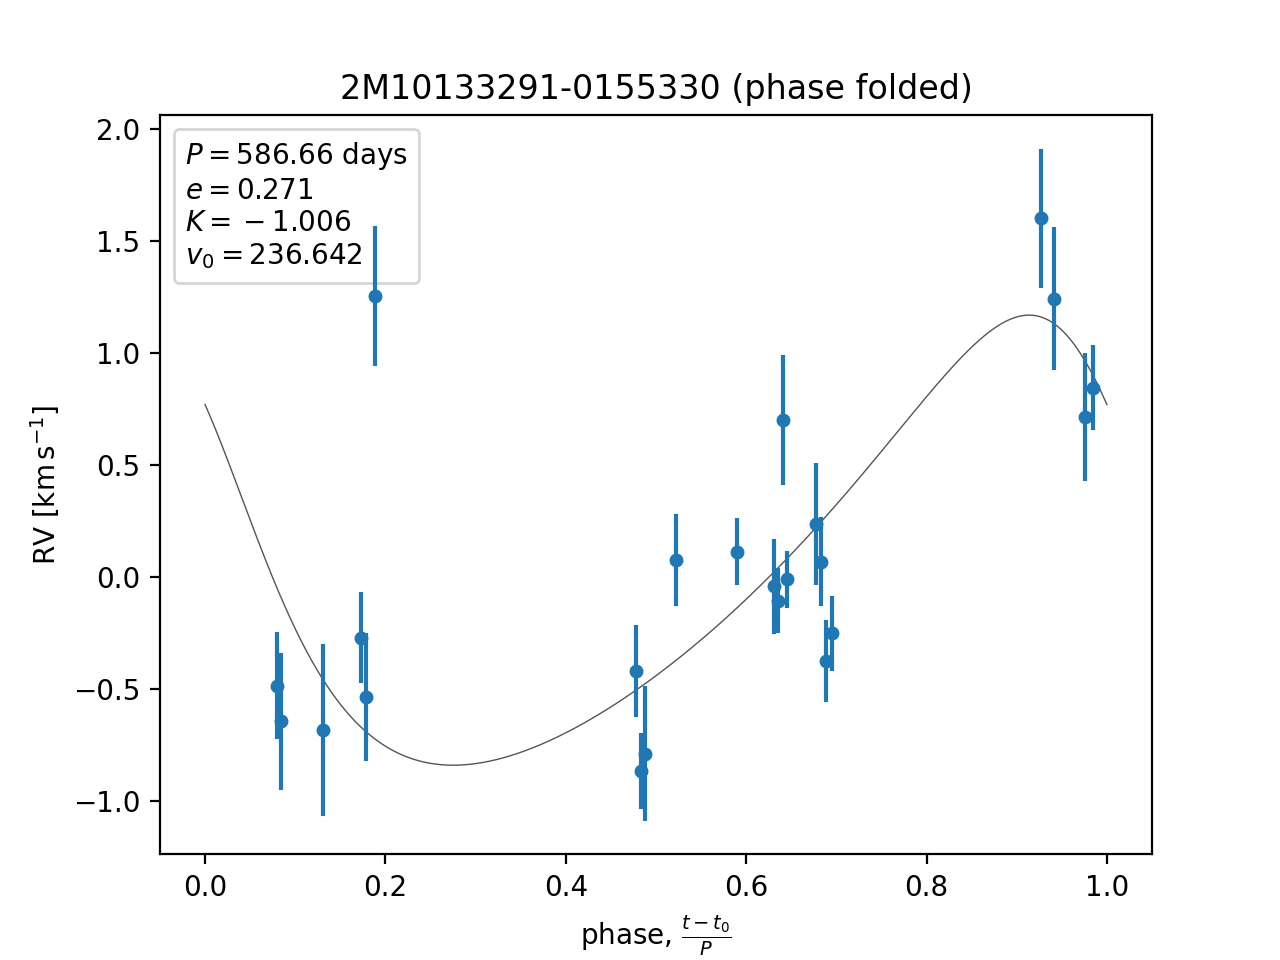 2M10133291-0155330 (phase folded)
P = 586.66 days
e = 0.271
K = −1.006
v₀ = 236.642
RV [km s⁻¹]
2.0
1.5
1.0
0.5
0.0
−0.5
−1.0
0.0 0.2 0.4 0.6 0.8 1.0
phase, (t − t₀)/P